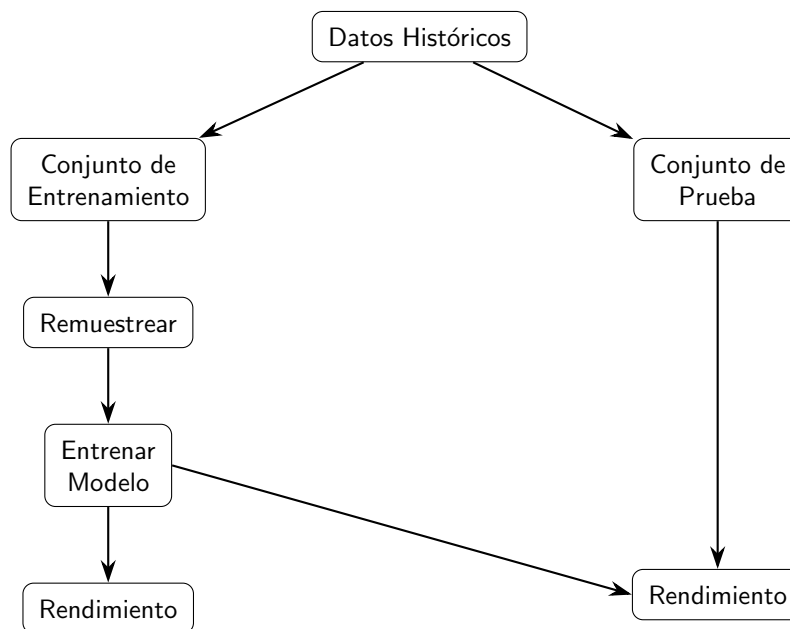 Datos Históricos
Conjunto de
Entrenamiento
Conjunto de
Prueba
Remuestrear
Entrenar
Modelo
Rendimiento
Rendimiento